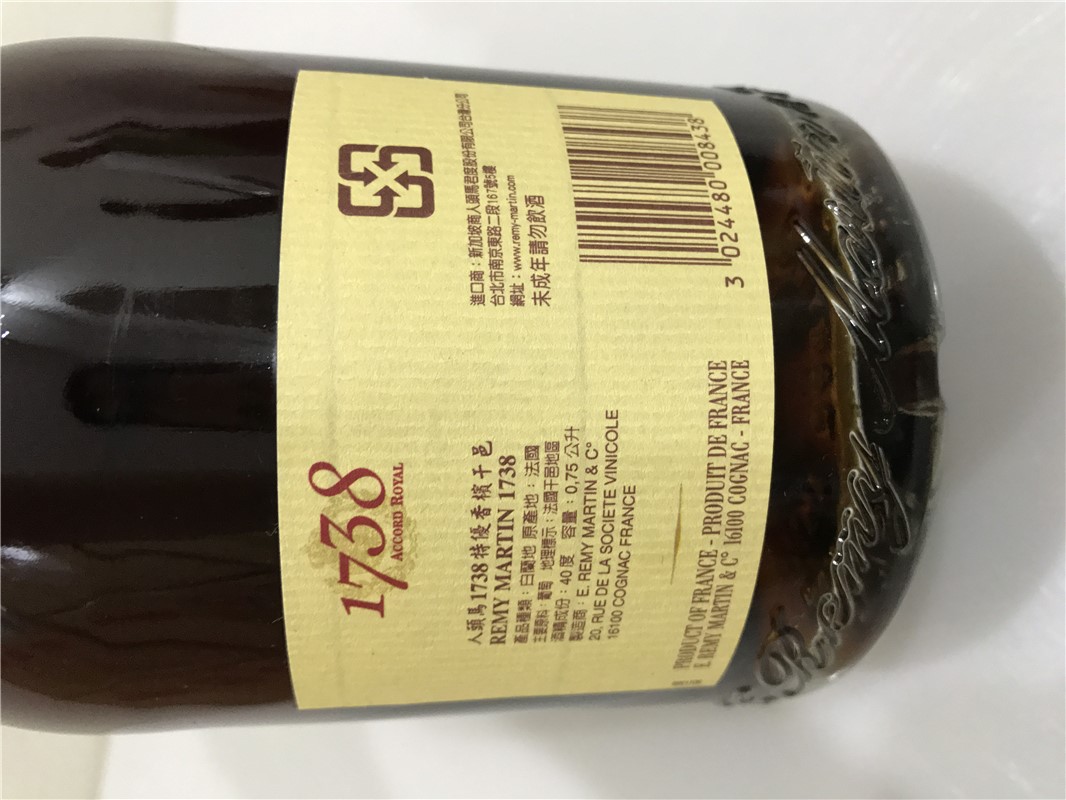 1738
ACCORD ROYAL
人頭馬1738特優香檳干邑
REMY MARTIN 1738
產品種類：白蘭地 原產地：法國
主要原料：葡萄 地理標示：法國干邑地區
酒精成份：40度 容量：0,75公升
製造商：E. REMY MARTIN & C°
20, RUE DE LA SOCIETE VINICOLE
16100 COGNAC FRANCE
進口商：新加坡商人頭馬君度股份有限公司台灣分公司
台北市南京東路二段167號5樓
網址：www.remy-martin.com
未成年請勿飲酒
3 024480 008438
PRODUCT OF FRANCE - PRODUIT DE FRANCE
E. REMY MARTIN & C° 16100 COGNAC - FRANCE
Rémy Martin